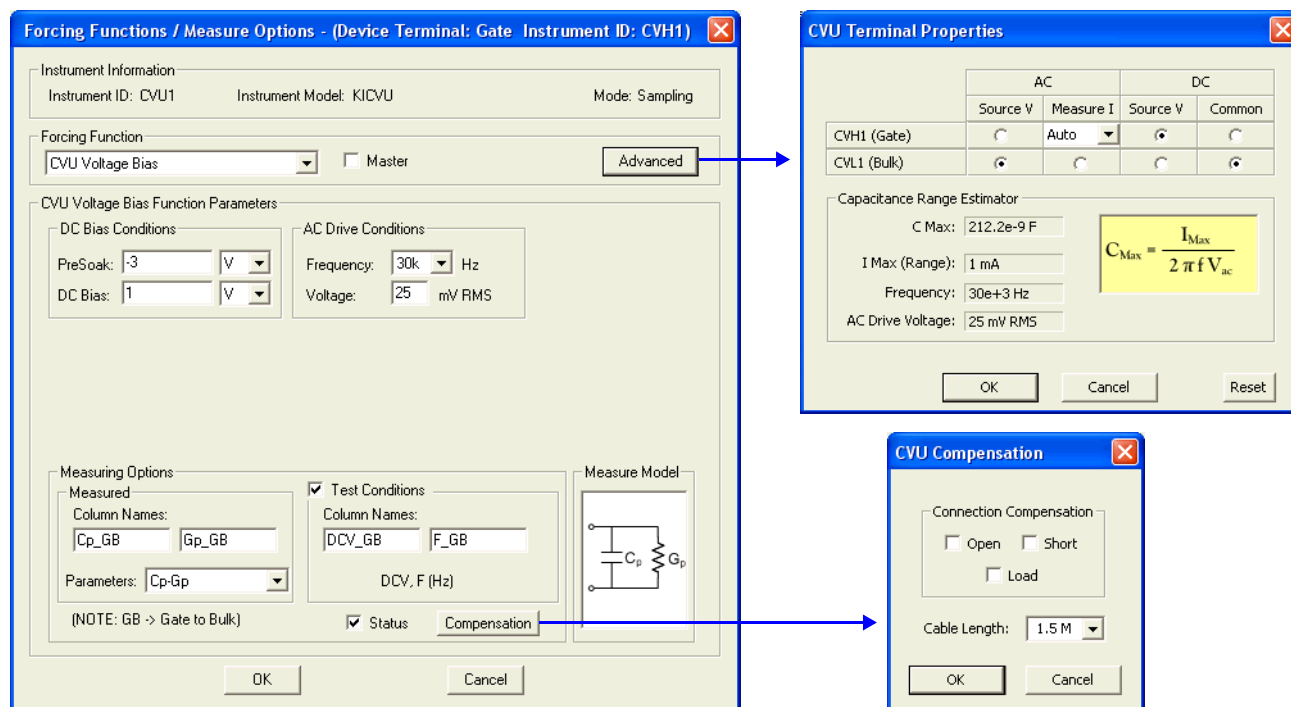 Forcing Functions / Measure Options - (Device Terminal: Gate Instrument ID: CVH1)
Instrument Information
Instrument ID: CVU1 Instrument Model: KICVU Mode: Sampling
Forcing Function
CVU Voltage Bias Master Advanced
CVU Voltage Bias Function Parameters
DC Bias Conditions
PreSoak: -3 V
DC Bias: 1 V
AC Drive Conditions
Frequency: 30k Hz
Voltage: 25 mV RMS
Measuring Options
Measured
Column Names:
Cp_GB Gp_GB
Parameters: Cp-Gp
(NOTE: GB -> Gate to Bulk)
Test Conditions
Column Names:
DCV_GB F_GB
DCV, F (Hz)
Status Compensation
Measure Model
Cp Gp
OK Cancel
CVU Terminal Properties
AC DC
Source V Measure I Source V Common
CVH1 (Gate) Auto
CVL1 (Bulk)
Capacitance Range Estimator
C Max: 212.2e-9 F
I Max (Range): 1 mA
Frequency: 30e+3 Hz
AC Drive Voltage: 25 mV RMS
C_Max = I_Max / 2 π f V_ac
OK Cancel Reset
CVU Compensation
Connection Compensation
Open Short
Load
Cable Length: 1.5 M
OK Cancel